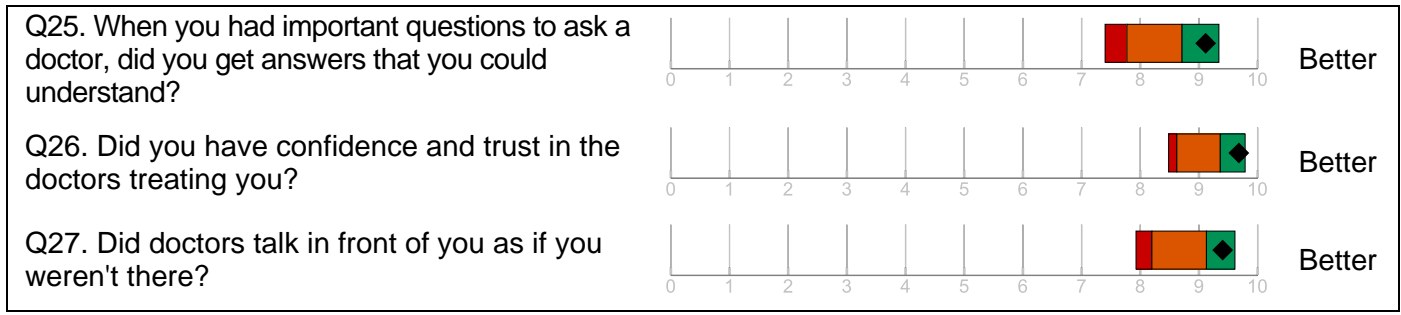 Q25. When you had important questions to ask a
doctor, did you get answers that you could
understand?
0 1 2 3 4 5 6 7 8 9 10
Better
Q26. Did you have confidence and trust in the
doctors treating you?
0 1 2 3 4 5 6 7 8 9 10
Better
Q27. Did doctors talk in front of you as if you
weren't there?
0 1 2 3 4 5 6 7 8 9 10
Better